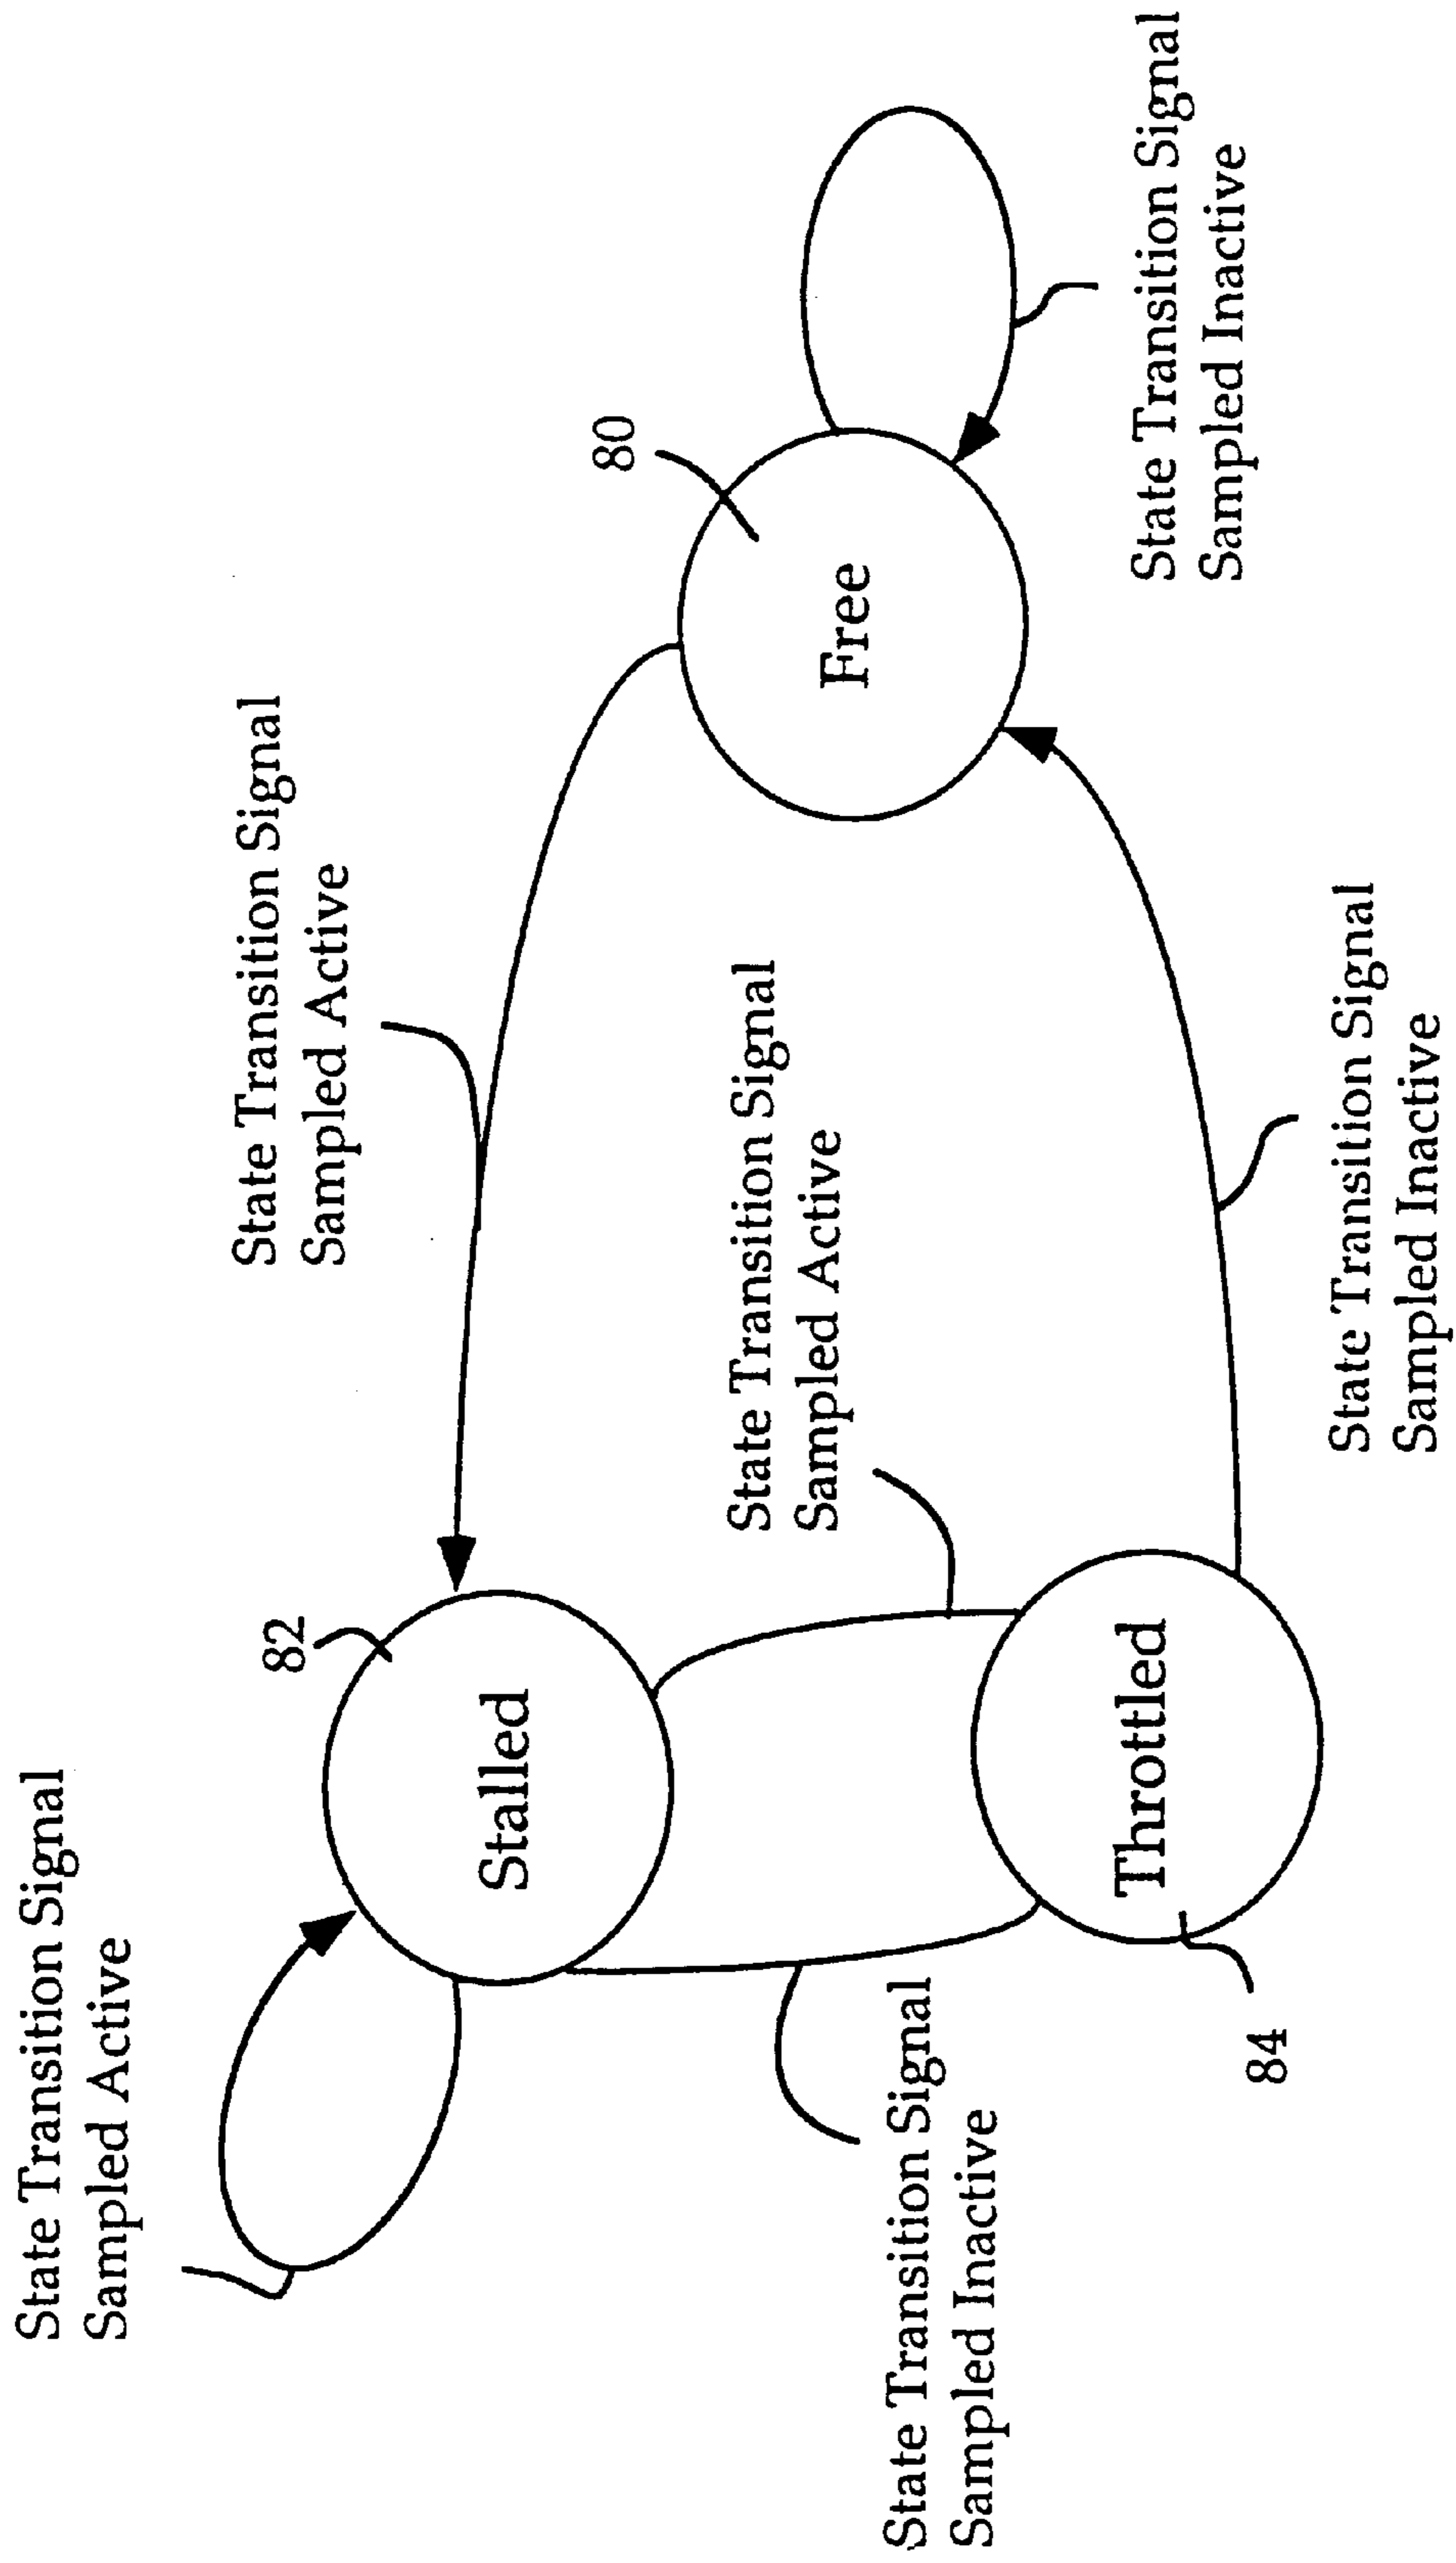 State Transition Signal
Sampled Active
82
Stalled
State Transition Signal
Sampled Active
80
Free
State Transition Signal
Sampled Active
State Transition Signal
Sampled Inactive
Throttled
84
State Transition Signal
Sampled Inactive
State Transition Signal
Sampled Inactive